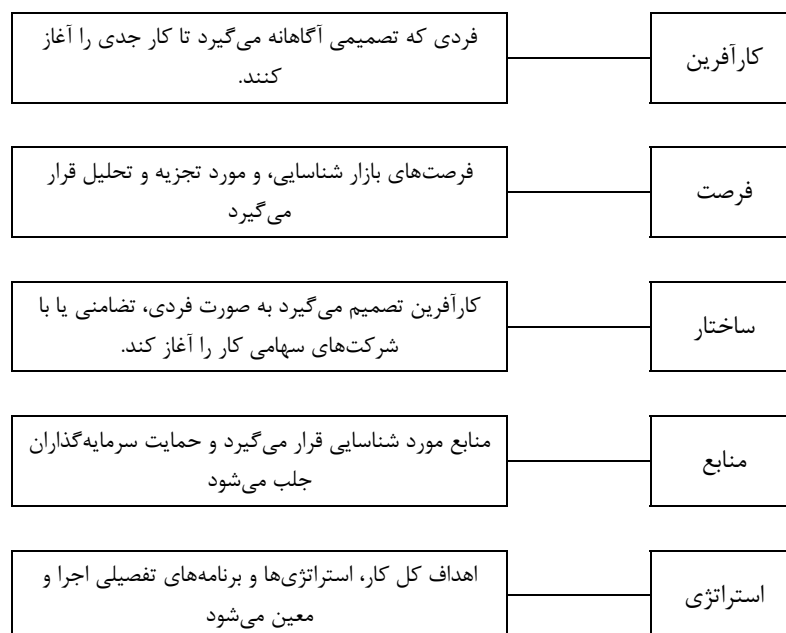 کارآفرین
فردی که تصمیمی آگاهانه می‌گیرد تا کار جدی را آغاز
کنند.
فرصت
فرصت‌های بازار شناسایی، و مورد تجزیه و تحلیل قرار
می‌گیرد
ساختار
کارآفرین تصمیم می‌گیرد به صورت فردی، تضامنی یا با
شرکت‌های سهامی کار را آغاز کند.
منابع
منابع مورد شناسایی قرار می‌گیرد و حمایت سرمایه‌گذاران
جلب می‌شود
استراتژی
اهداف کل کار، استراتژی‌ها و برنامه‌های تفصیلی اجرا و
معین می‌شود